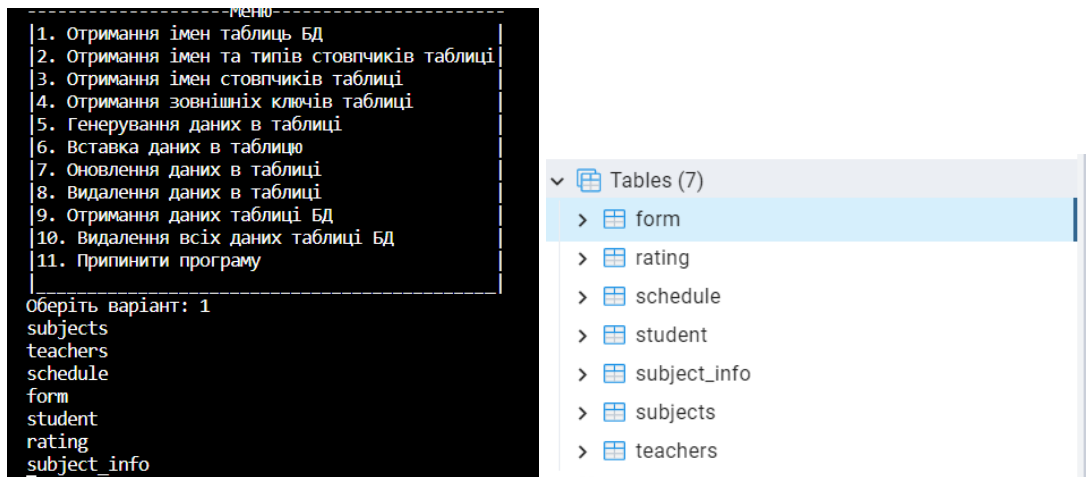 --------------------Меню-----------------------
|1. Отримання імен таблиць БД |
|2. Отримання імен та типів стовпчиків таблиці|
|3. Отримання імен стовпчиків таблиці |
|4. Отримання зовнішніх ключів таблиці |
|5. Генерування даних в таблиці |
|6. Вставка даних в таблицю |
|7. Оновлення даних в таблиці |
|8. Видалення даних в таблиці |
|9. Отримання даних таблиці БД |
|10. Видалення всіх даних таблиці БД |
|11. Припинити програму |
|_____________________________________________|
Оберіть варіант: 1
subjects
teachers
schedule
form
student
rating
subject_info
Tables (7)
form
rating
schedule
student
subject_info
subjects
teachers